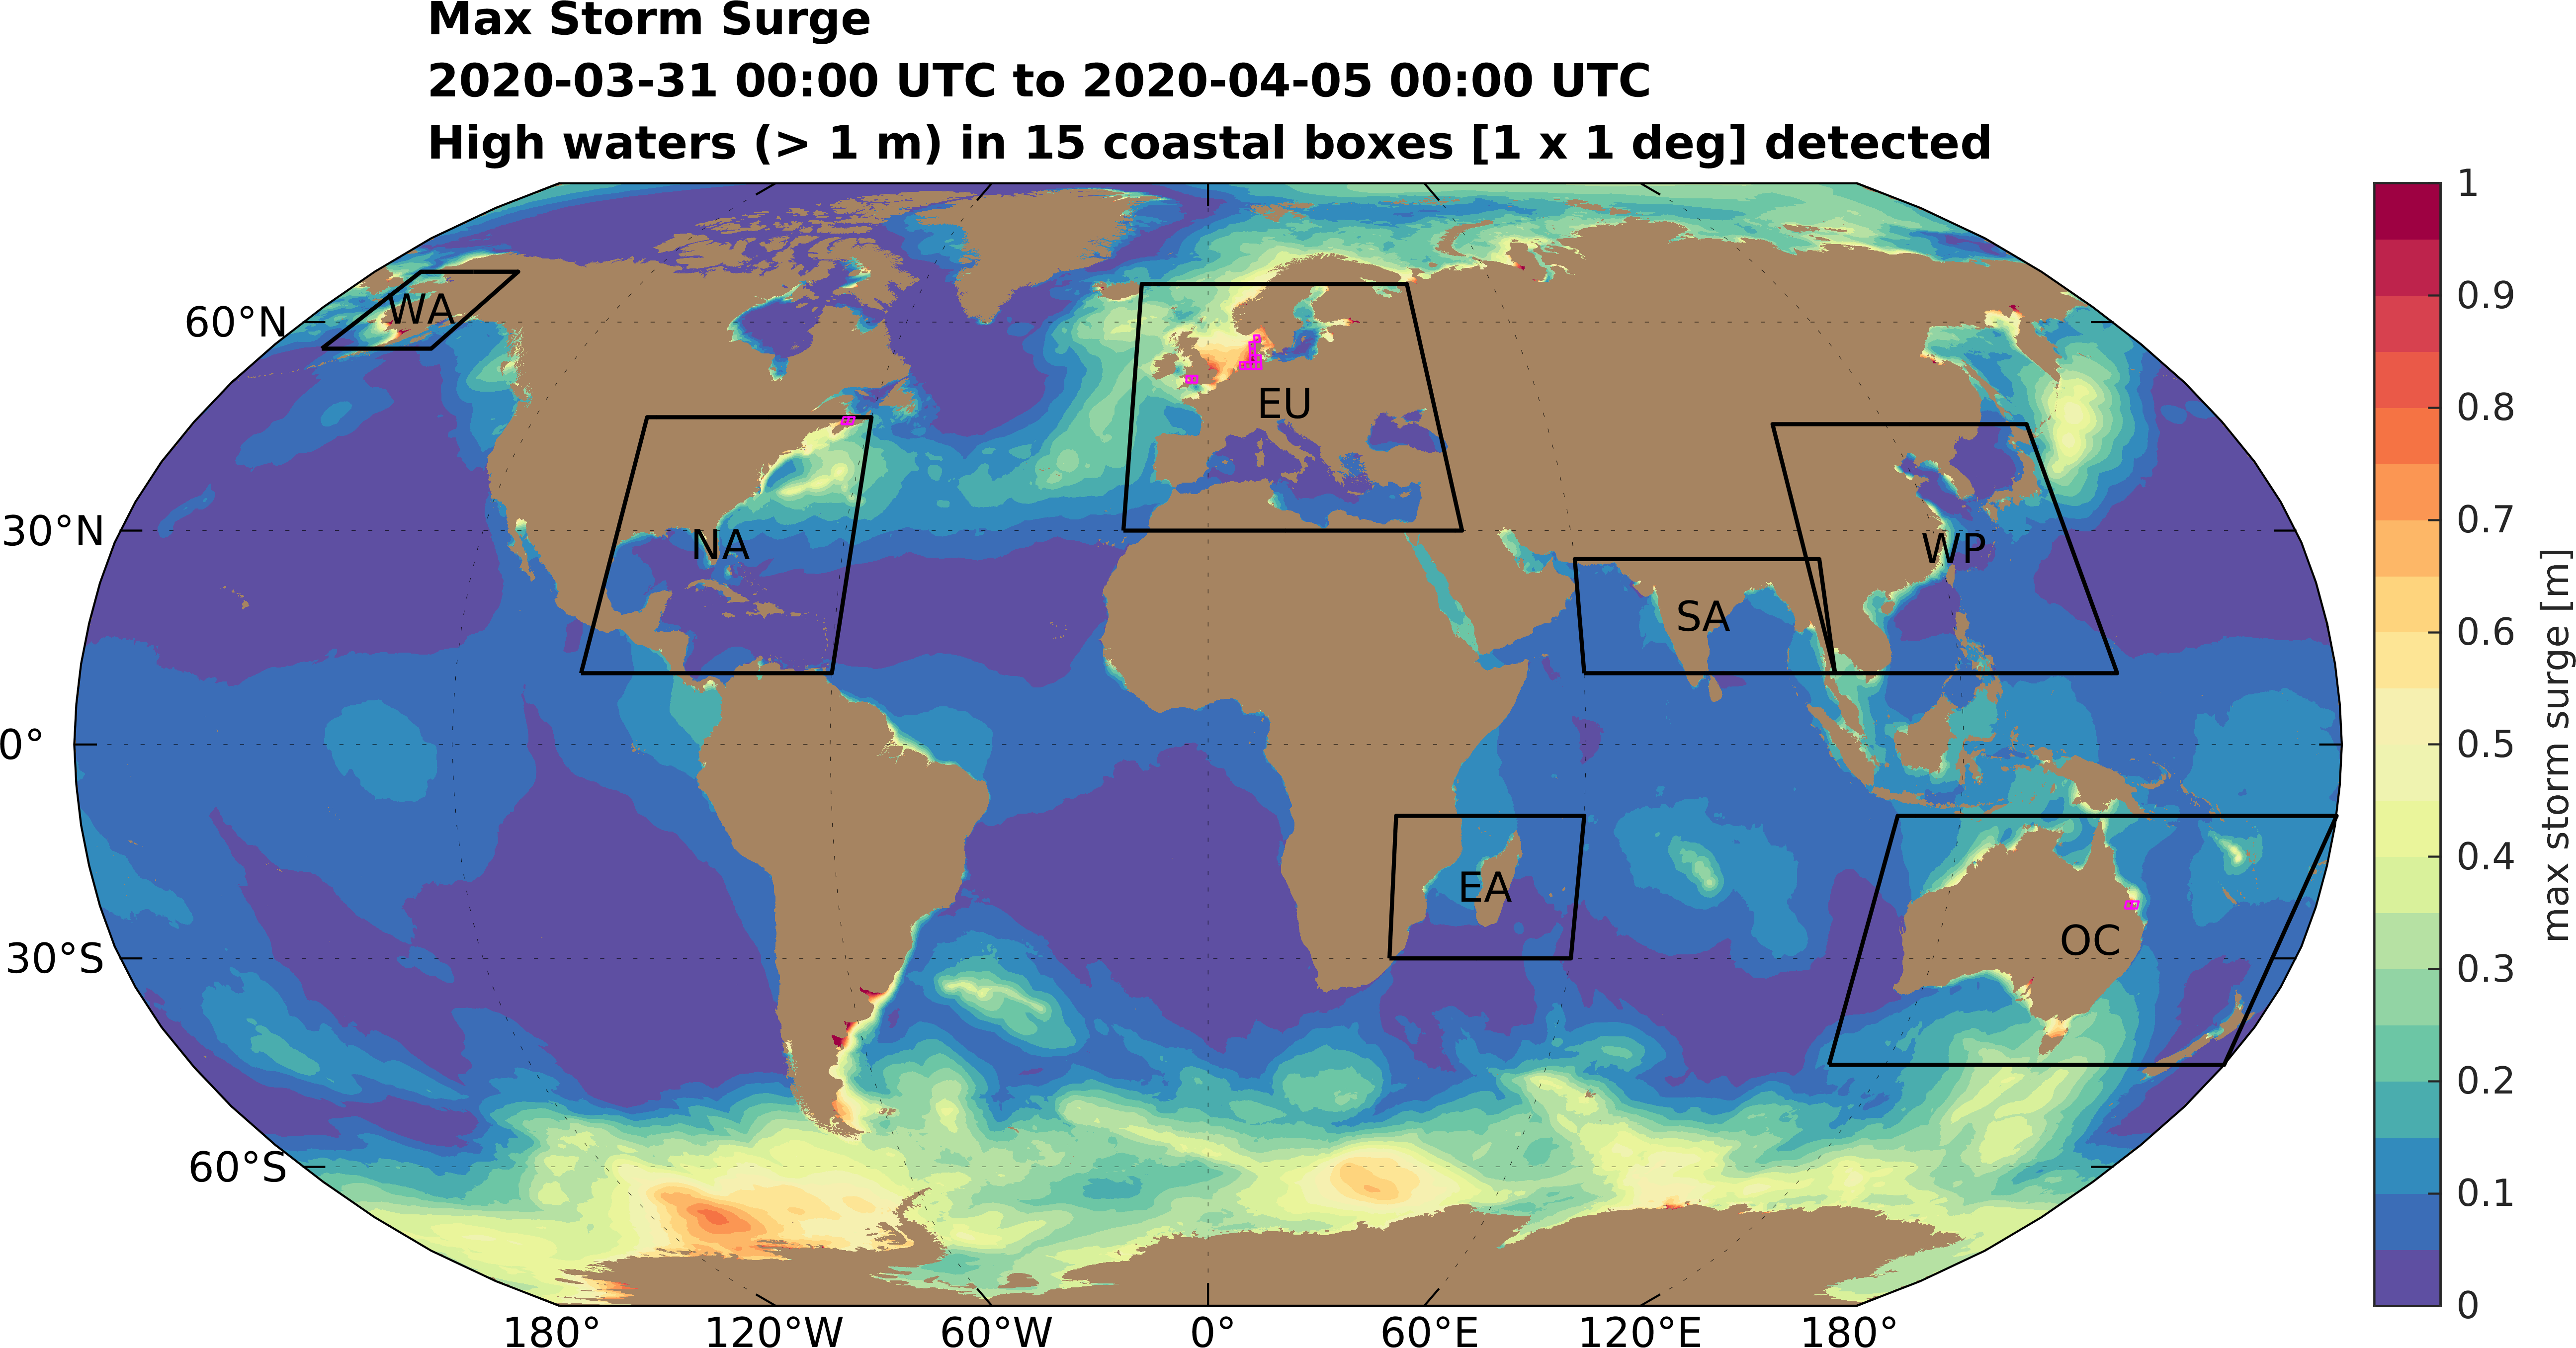 Max Storm Surge
2020-03-31 00:00 UTC to 2020-04-05 00:00 UTC
High waters (> 1 m) in 15 coastal boxes [1 x 1 deg] detected
WA
EU
NA
WP
SA
EA
OC
60°N
30°N
0°
30°S
60°S
180°
120°W
60°W
0°
60°E
120°E
180°
1
0.9
0.8
0.7
0.6
0.5
0.4
0.3
0.2
0.1
0
max storm surge [m]